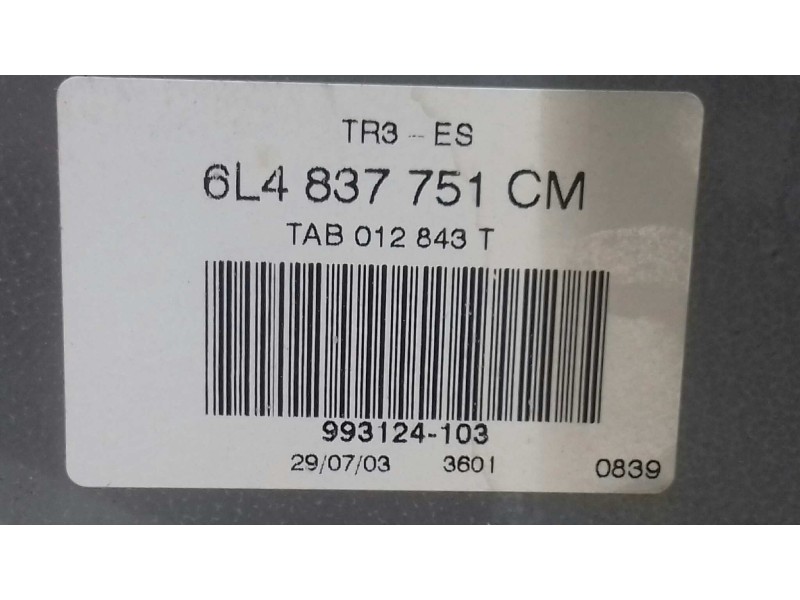 TR3 - ES
6L4 837 751 CM
TAB 012 843 T
993124-103
29/07/03 3601 0839